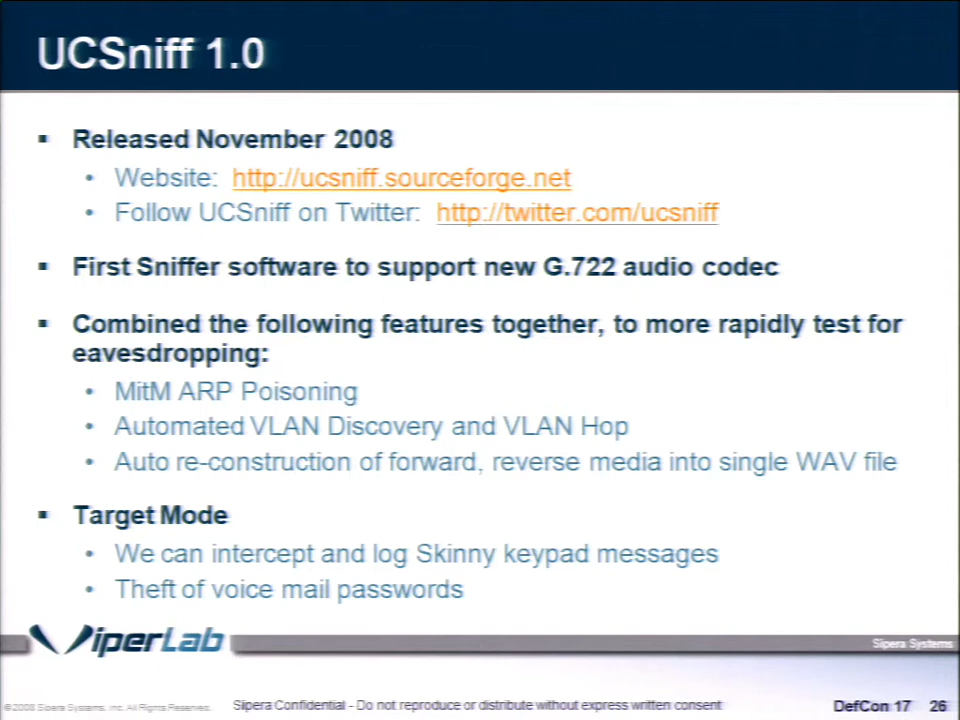 UCSniff 1.0
▪ Released November 2008
• Website: http://ucsniff.sourceforge.net
• Follow UCSniff on Twitter: http://twitter.com/ucsniff
▪ First Sniffer software to support new G.722 audio codec
▪ Combined the following features together, to more rapidly test for
eavesdropping:
• MitM ARP Poisoning
• Automated VLAN Discovery and VLAN Hop
• Auto re-construction of forward, reverse media into single WAV file
▪ Target Mode
• We can intercept and log Skinny keypad messages
• Theft of voice mail passwords
ViperLab
Sipera Systems
©2008 Sipera Systems, Inc. All Rights Reserved.
Sipera Confidential - Do not reproduce or distribute without express written consent
DefCon 17 26